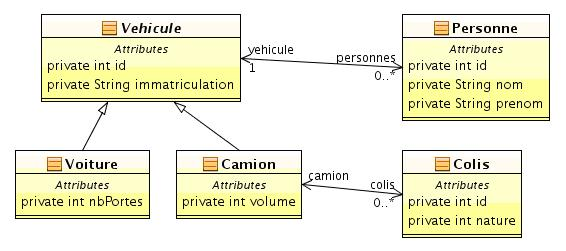 Vehicule
Attributes
private int id
private String immatriculation
vehicule
1
personnes
0..*
Personne
Attributes
private int id
private String nom
private String prenom
Voiture
Attributes
private int nbPortes
Camion
Attributes
private int volume
camion
colis
0..*
Colis
Attributes
private int id
private int nature